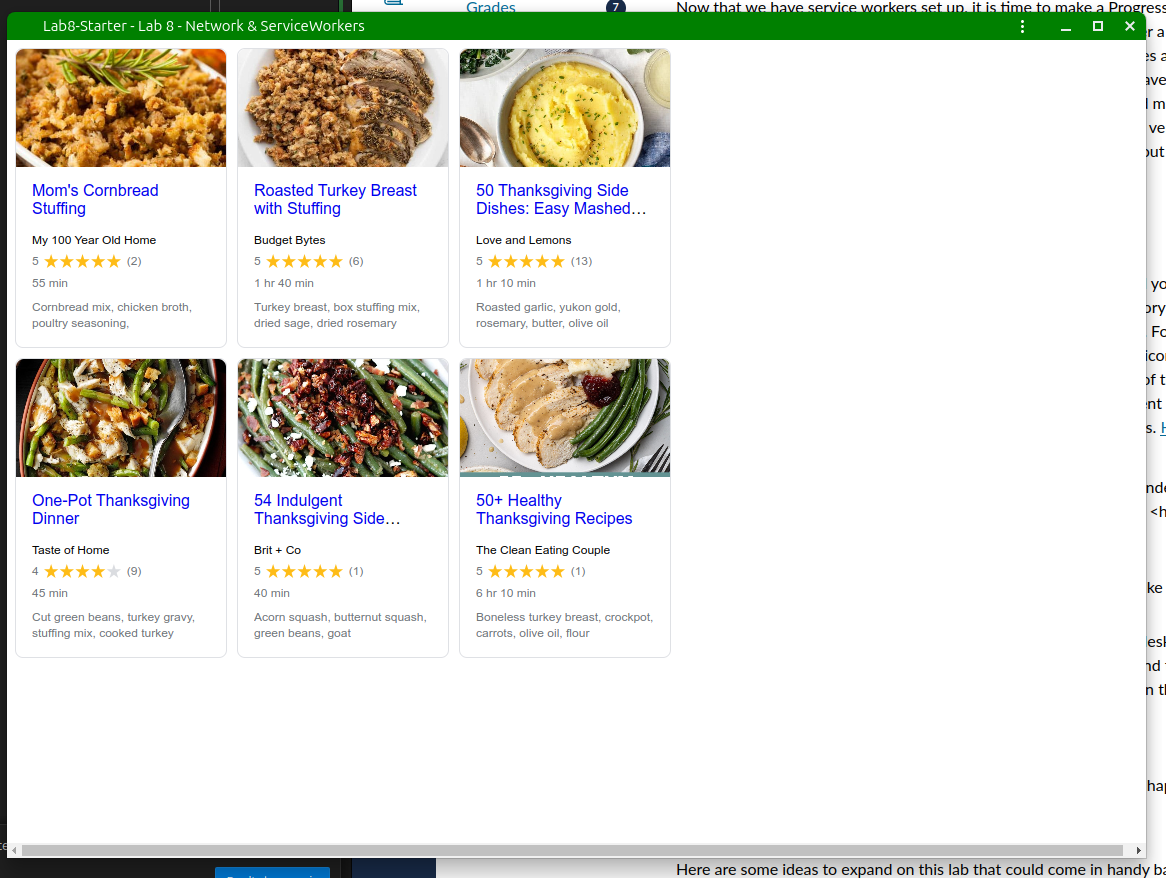 Grades
7
Now that we have service workers set up, it is time to make a Progress
Lab8-Starter - Lab 8 - Network & ServiceWorkers
Mom's Cornbread
Stuffing
My 100 Year Old Home
5 ★★★★★ (2)
55 min
Cornbread mix, chicken broth,
poultry seasoning,
Roasted Turkey Breast
with Stuffing
Budget Bytes
5 ★★★★★ (6)
1 hr 40 min
Turkey breast, box stuffing mix,
dried sage, dried rosemary
50 Thanksgiving Side
Dishes: Easy Mashed…
Love and Lemons
5 ★★★★★ (13)
1 hr 10 min
Roasted garlic, yukon gold,
rosemary, butter, olive oil
One-Pot Thanksgiving
Dinner
Taste of Home
4 ★★★★★ (9)
45 min
Cut green beans, turkey gravy,
stuffing mix, cooked turkey
54 Indulgent
Thanksgiving Side…
Brit + Co
5 ★★★★★ (1)
40 min
Acorn squash, butternut squash,
green beans, goat
50+ Healthy
Thanksgiving Recipes
The Clean Eating Couple
5 ★★★★★ (1)
6 hr 10 min
Boneless turkey breast, crockpot,
carrots, olive oil, flour
Here are some ideas to expand on this lab that could come in handy ba